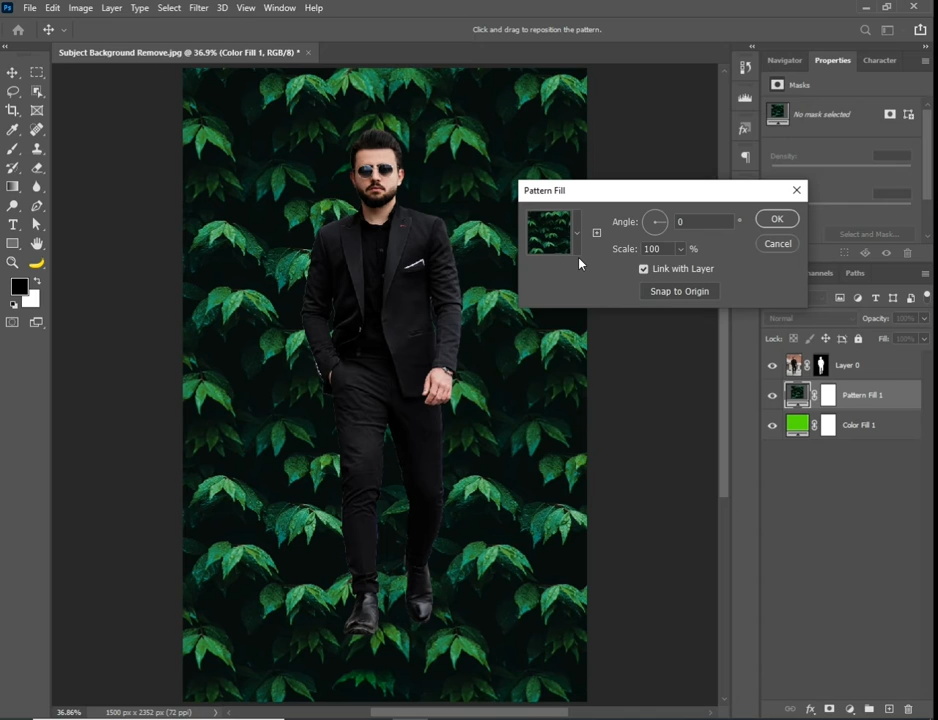 Ps File Edit Image Layer Type Select Filter 3D View Window Help
Click and drag to reposition the pattern.
Subject Background Remove.jpg @ 36.9% (Color Fill 1, RGB/8) * ×
Navigator Properties Character
Masks
No mask selected
Density:
Pattern Fill
Angle: 0 °
OK
Cancel
Scale: 100 %
Select and Mask...
Link with Layer
Snap to Origin
Paths
Normal Opacity: 100%
Lock: Fill: 100%
Layer 0
Pattern Fill 1
Color Fill 1
T
36.86% 1500 px x 2352 px (72 ppi)